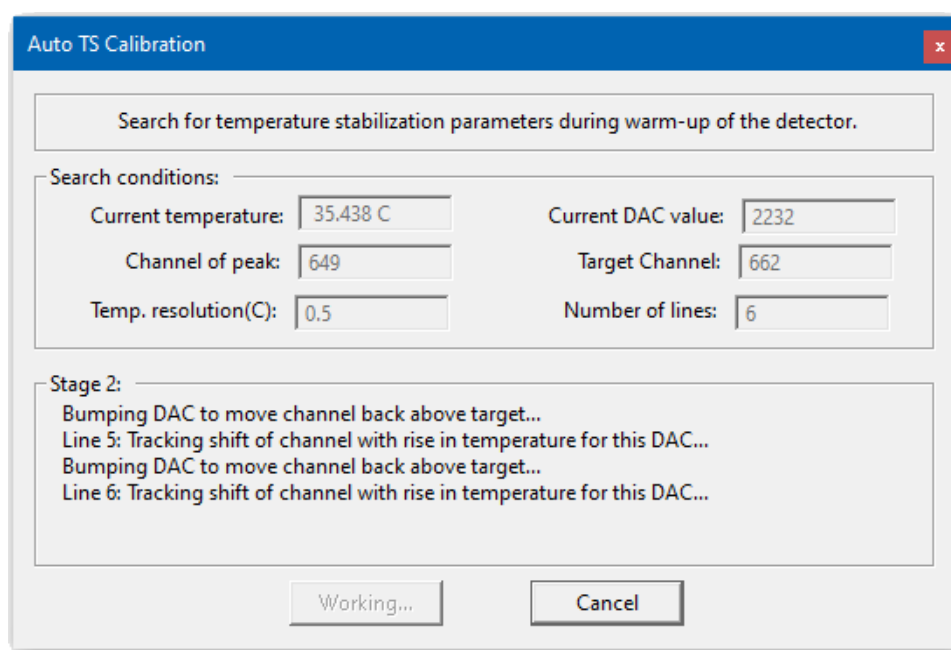 Auto TS Calibration
x
Search for temperature stabilization parameters during warm-up of the detector.
Search conditions:
Current temperature: 35.438 C Current DAC value: 2232
Channel of peak: 649 Target Channel: 662
Temp. resolution(C): 0.5 Number of lines: 6
Stage 2:
Bumping DAC to move channel back above target...
Line 5: Tracking shift of channel with rise in temperature for this DAC...
Bumping DAC to move channel back above target...
Line 6: Tracking shift of channel with rise in temperature for this DAC...
Working... Cancel